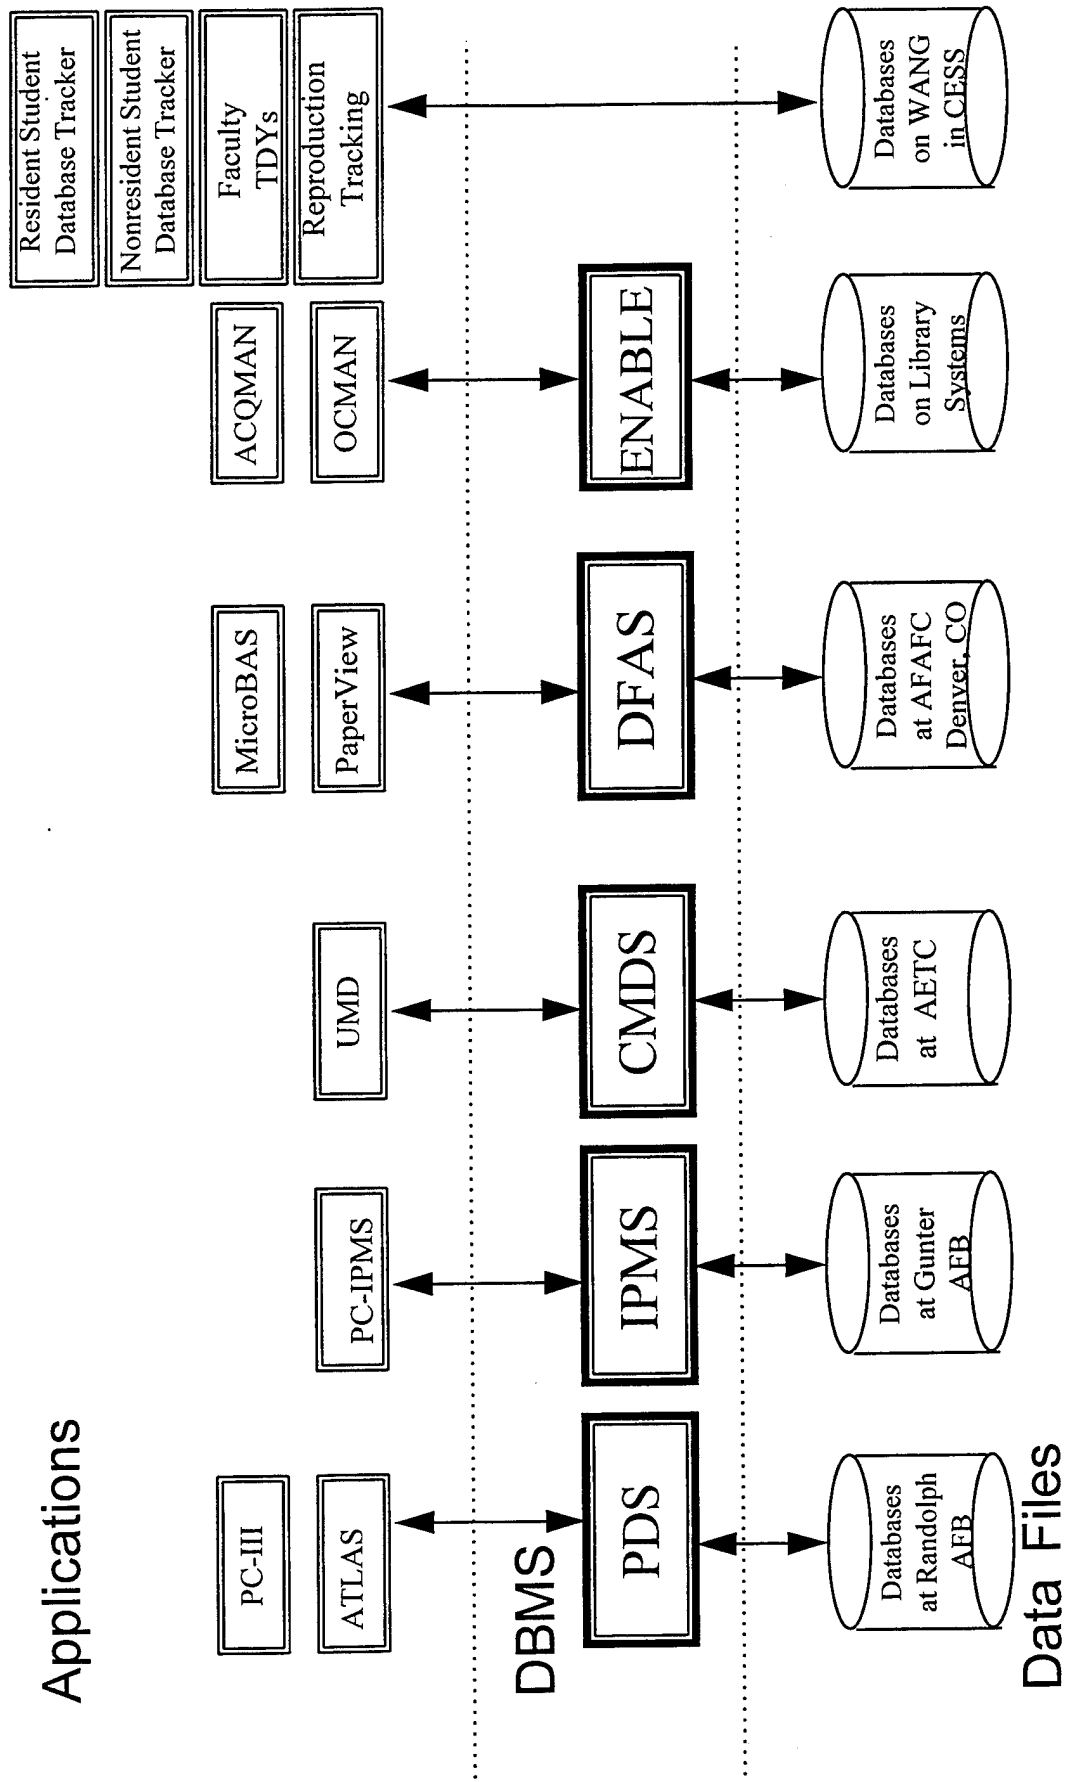 Applications
PC-III
ATLAS
PC-IPMS
UMD
MicroBAS
PaperView
ACQMAN
OCMAN
Resident Student
Database Tracker
Nonresident Student
Database Tracker
Faculty
TDYs
Reproduction
Tracking
DBMS
PDS
IPMS
CMDS
DFAS
ENABLE
Databases
at Randolph
AFB
Databases
at Gunter
AFB
Databases
at AETC
Databases
at AFAFC
Denver, CO
Databases
on Library
Systems
Databases
on WANG
in CESS
Data Files